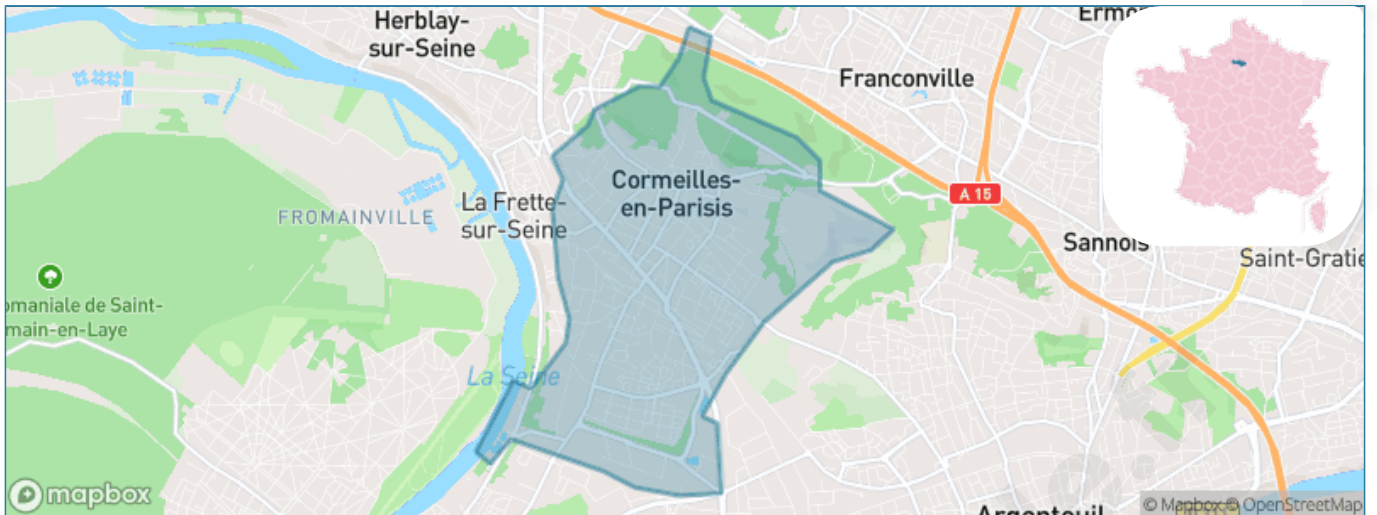 Herblay-
sur-Seine
Franconville
Cormeilles-
en-Parisis
A 15
La Frette-
sur-Seine
FROMAINVILLE
Sannois
Saint-Gratie
omaniale de Saint-
main-en-Laye
La Seine
mapbox
© Mapbox © OpenStreetMap